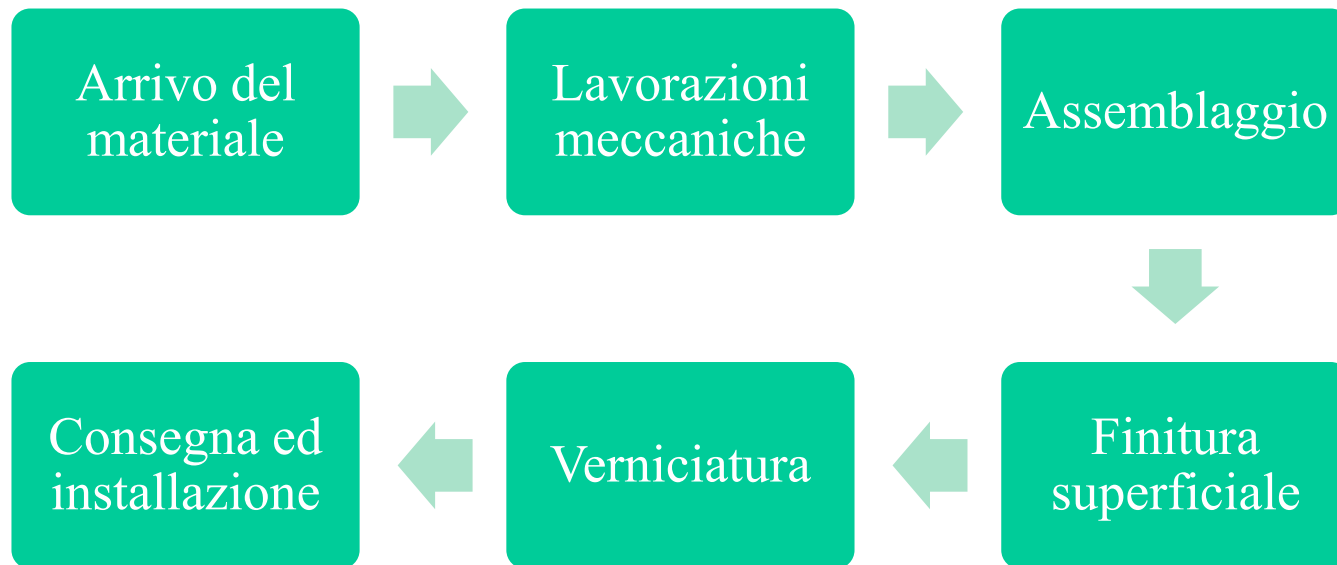 Arrivo del
materiale
Lavorazioni
meccaniche
Assemblaggio
Finitura
superficiale
Verniciatura
Consegna ed
installazione